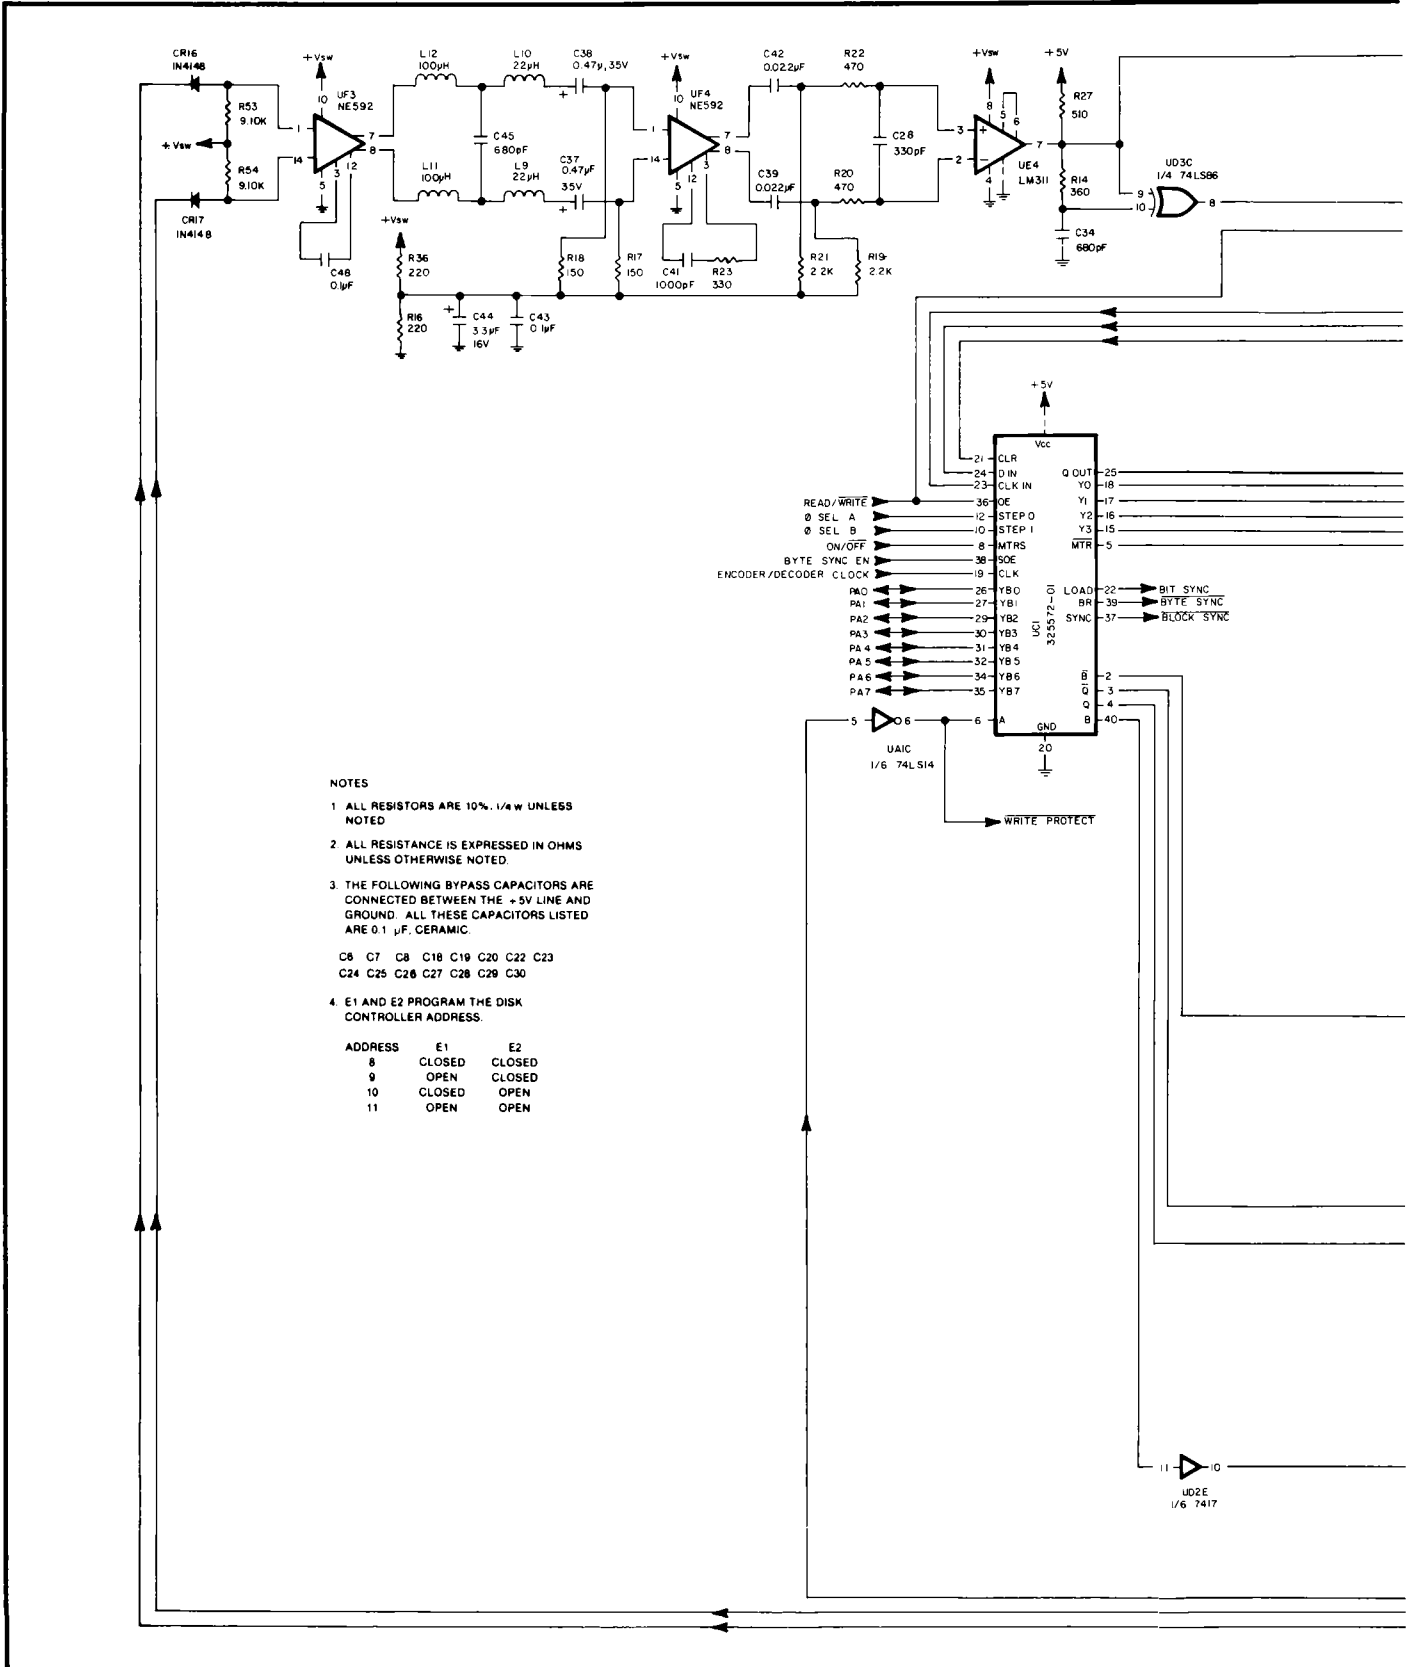 CR16
1N4148
R53
9.10K
+Vsw
R54
9.10K
CR17
1N4148
+Vsw
10
UF3
NE592
1
14
7
8
3
12
5
C48
0.1µF
L12
100µH
L10
22µH
C38
0.47µ,35V
C45
680pF
L11
100µH
L9
22µH
C37
0.47µF
35V
+
+
+Vsw
R36
220
R16
220
+
C44
3.3µF
16V
C43
0.1µF
R18
150
R17
150
+Vsw
10
UF4
NE592
1
14
7
8
3
12
5
C41
1000pF
R23
330
C42
0.022µF
R22
470
C39
0.022µF
R20
470
C28
330pF
R21
2.2K
R19
2.2K
+Vsw
8
5
6
3
2
+
−
7
4
1
UE4
LM311
+5V
R27
510
R14
360
C34
680pF
UD3C
1/4 74LS86
9
10
8
+5V
Vcc
21 CLR
24 D IN
23 CLK IN
READ/WRITE 36 OE
Ø SEL A 12 STEP 0
Ø SEL B 10 STEP 1
ON/OFF 8 MTRS
BYTE SYNC EN 38 SOE
ENCODER/DECODER CLOCK 19 CLK
PA0 26 YB0
PA1 27 YB1
PA2 29 YB2
PA3 30 YB3
PA4 31 YB4
PA5 32 YB5
PA6 34 YB6
PA7 35 YB7
5 6 6 A
UA1C
1/6 74LS14
UC1
325572-01
Q OUT 25
Y0 18
Y1 17
Y2 16
Y3 15
MTR 5
LOAD 22 BIT SYNC
BR 39 BYTE SYNC
SYNC 37 BLOCK SYNC
B 2
Q 3
Q 4
B 40
GND
20
WRITE PROTECT
NOTES
1 ALL RESISTORS ARE 10%, 1/4 W UNLESS
NOTED
2. ALL RESISTANCE IS EXPRESSED IN OHMS
UNLESS OTHERWISE NOTED.
3. THE FOLLOWING BYPASS CAPACITORS ARE
CONNECTED BETWEEN THE +5V LINE AND
GROUND. ALL THESE CAPACITORS LISTED
ARE 0.1 µF, CERAMIC.
C6 C7 C8 C18 C19 C20 C22 C23
C24 C25 C26 C27 C28 C29 C30
4. E1 AND E2 PROGRAM THE DISK
CONTROLLER ADDRESS.
ADDRESS E1 E2
8 CLOSED CLOSED
9 OPEN CLOSED
10 CLOSED OPEN
11 OPEN OPEN
11 10
UD2E
1/6 7417